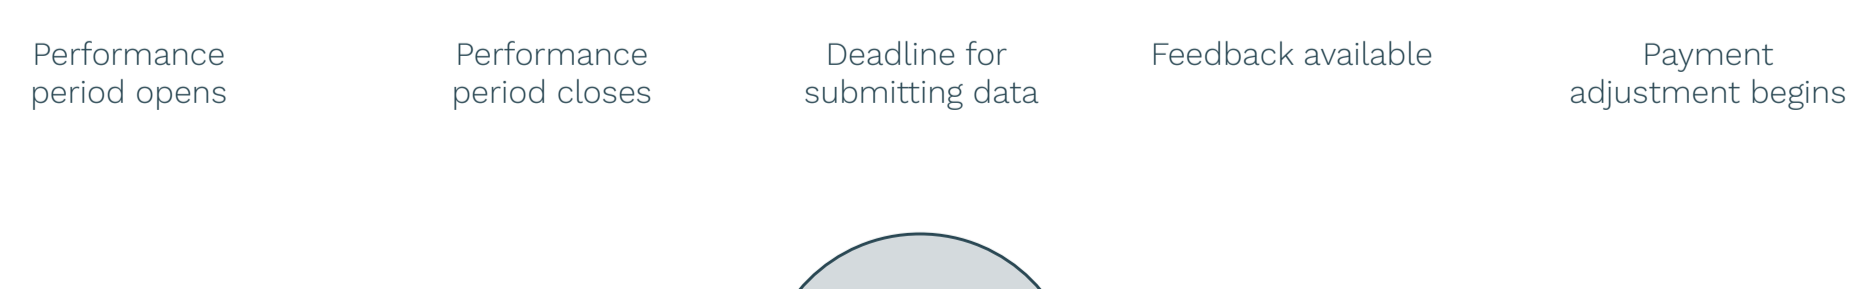 Performance
period opens
Performance
period closes
Deadline for
submitting data
Feedback available
Payment
adjustment begins